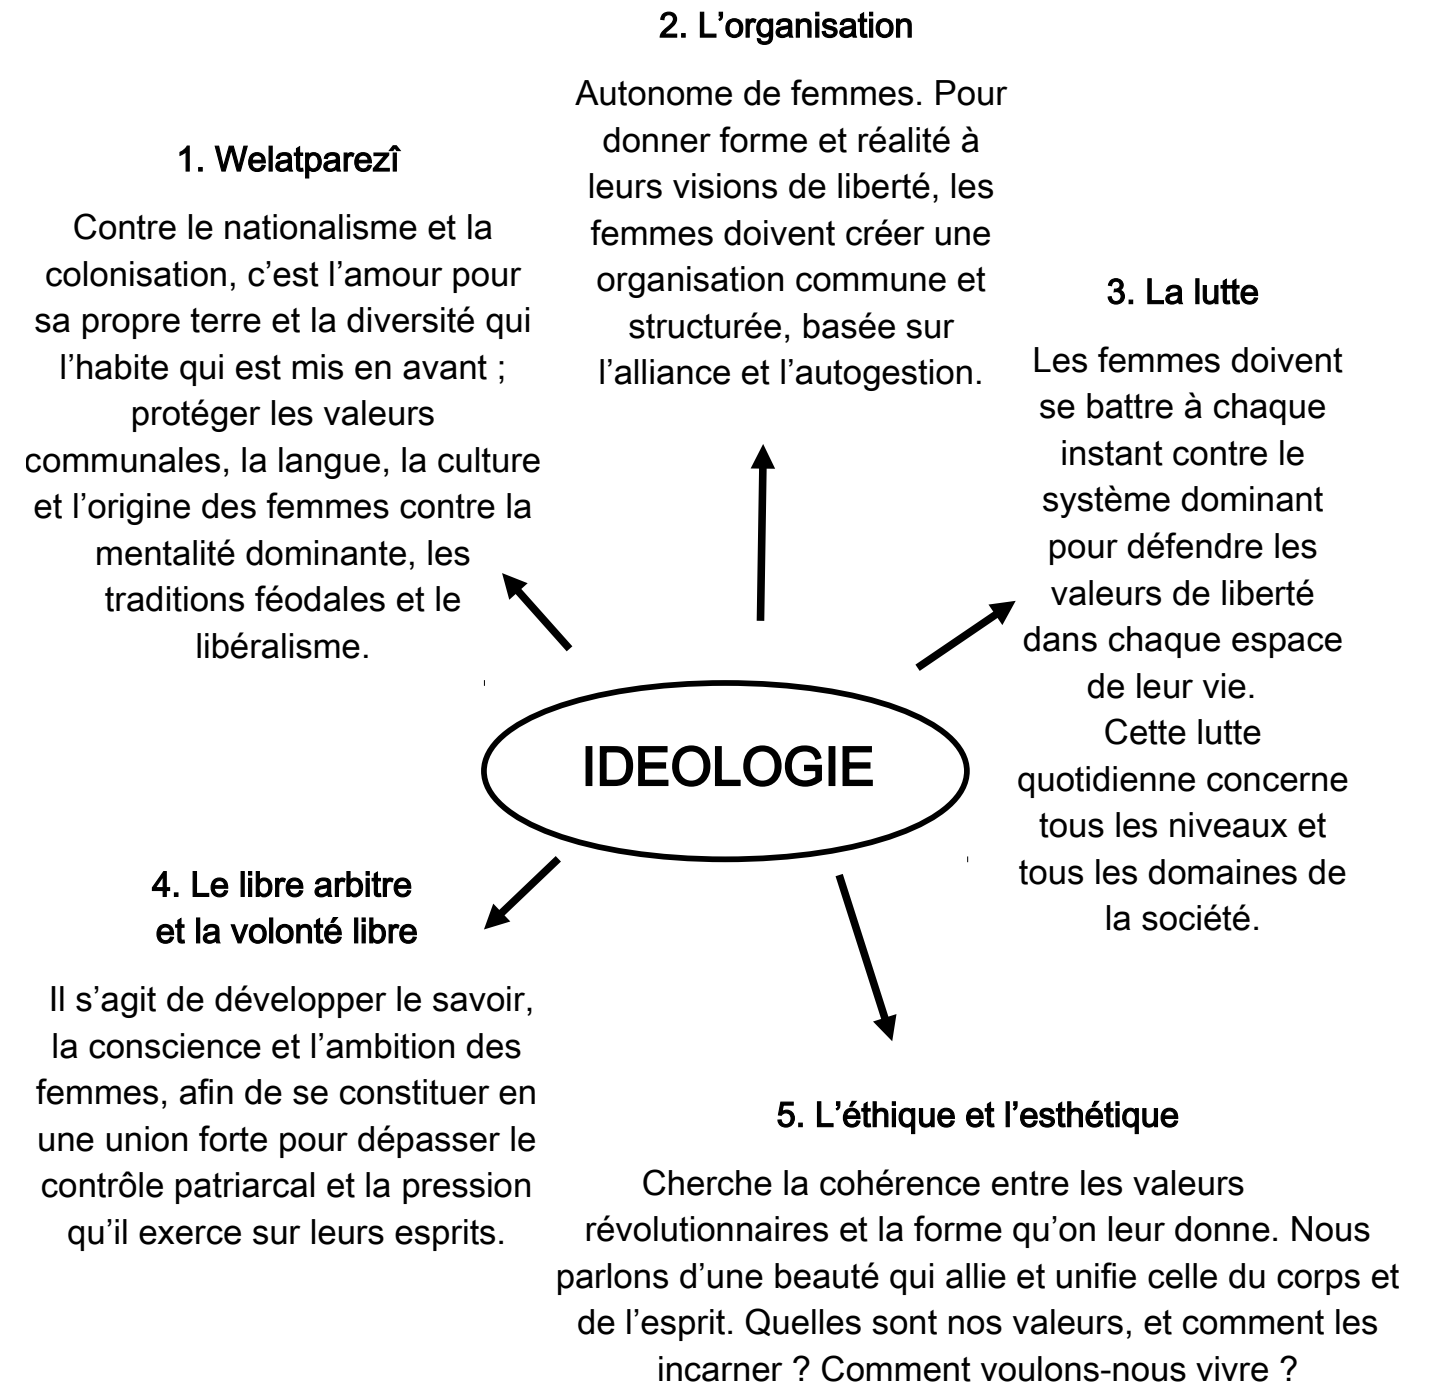 1. Welatparezî
Contre le nationalisme et la
colonisation, c’est l’amour pour
sa propre terre et la diversité qui
l’habite qui est mis en avant ;
protéger les valeurs
communales, la langue, la culture
et l’origine des femmes contre la
mentalité dominante, les
traditions féodales et le
libéralisme.
2. L’organisation
Autonome de femmes. Pour
donner forme et réalité à
leurs visions de liberté, les
femmes doivent créer une
organisation commune et
structurée, basée sur
l’alliance et l’autogestion.
3. La lutte
Les femmes doivent
se battre à chaque
instant contre le
système dominant
pour défendre les
valeurs de liberté
dans chaque espace
de leur vie.
Cette lutte
quotidienne concerne
tous les niveaux et
tous les domaines de
la société.
IDEOLOGIE
4. Le libre arbitre
et la volonté libre
Il s’agit de développer le savoir,
la conscience et l’ambition des
femmes, afin de se constituer en
une union forte pour dépasser le
contrôle patriarcal et la pression
qu’il exerce sur leurs esprits.
5. L’éthique et l’esthétique
Cherche la cohérence entre les valeurs
révolutionnaires et la forme qu’on leur donne. Nous
parlons d’une beauté qui allie et unifie celle du corps et
de l’esprit. Quelles sont nos valeurs, et comment les
incarner ? Comment voulons-nous vivre ?